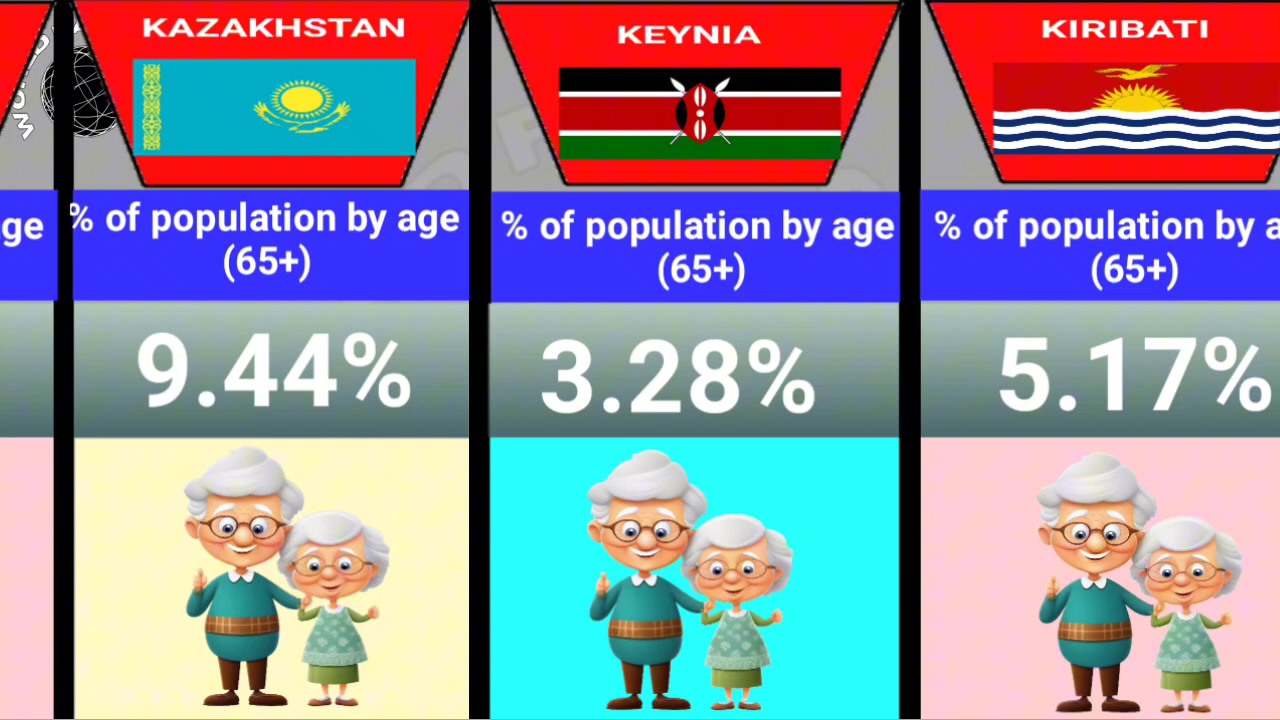 KAZAKHSTAN
KEYNIA
KIRIBATI
ge
% of population by age
(65+)
% of population by age
(65+)
% of population by a
(65+)
9.44%
3.28%
5.17%